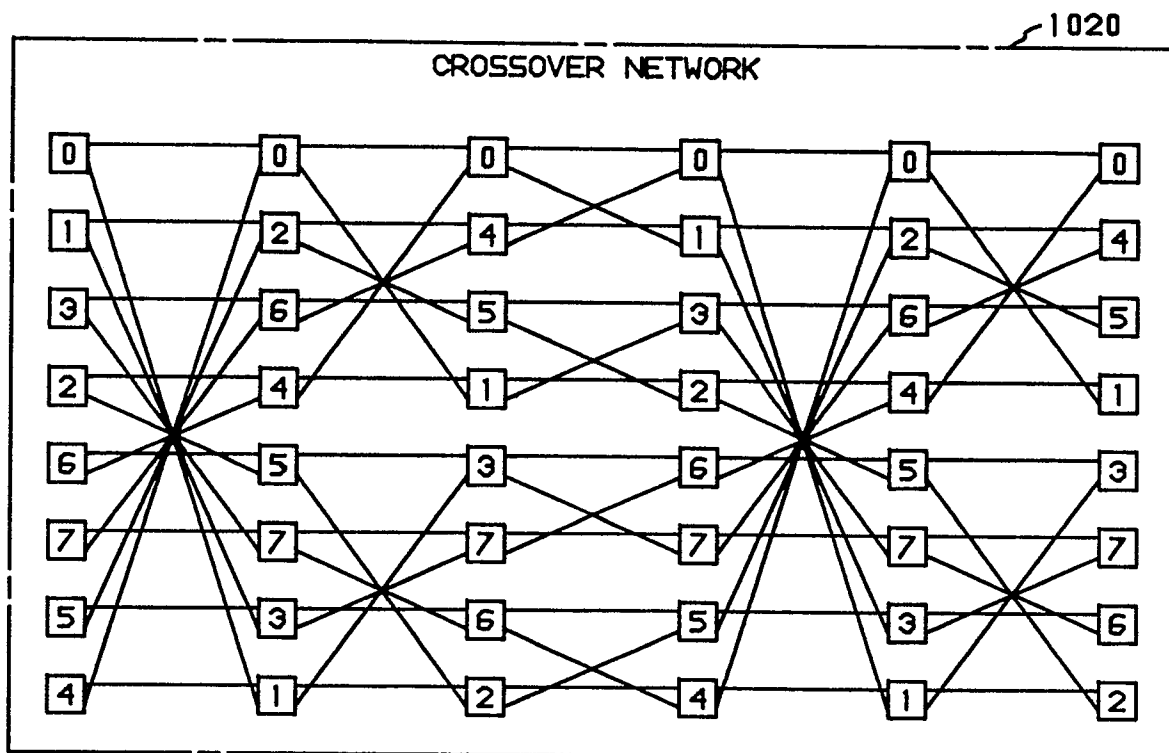 1020
CROSSOVER NETWORK
0 0 0 0 0 0
1 2 4 1 2 4
3 6 5 3 6 5
2 4 1 2 4 1
6 5 3 6 5 3
7 7 7 7 7 7
5 3 6 5 3 6
4 1 2 4 1 2